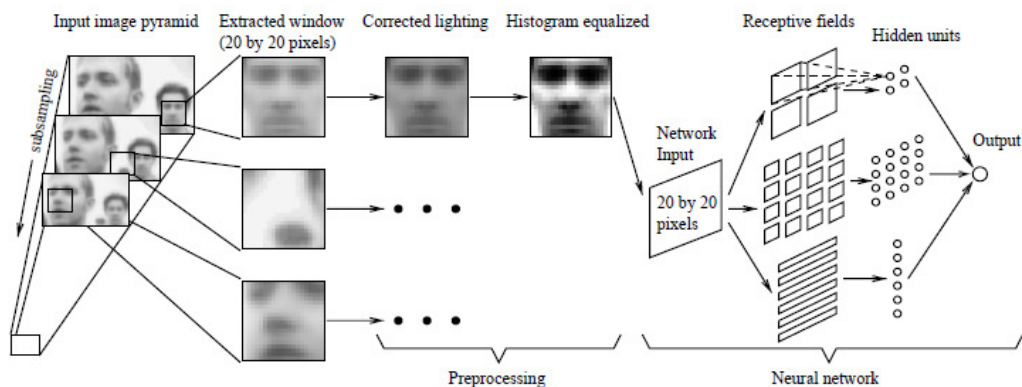 Input image pyramid
Extracted window
(20 by 20 pixels)
Corrected lighting
Histogram equalized
Receptive fields
Hidden units
subsampling
Network
Input
20 by 20
pixels
Output
Preprocessing
Neural network